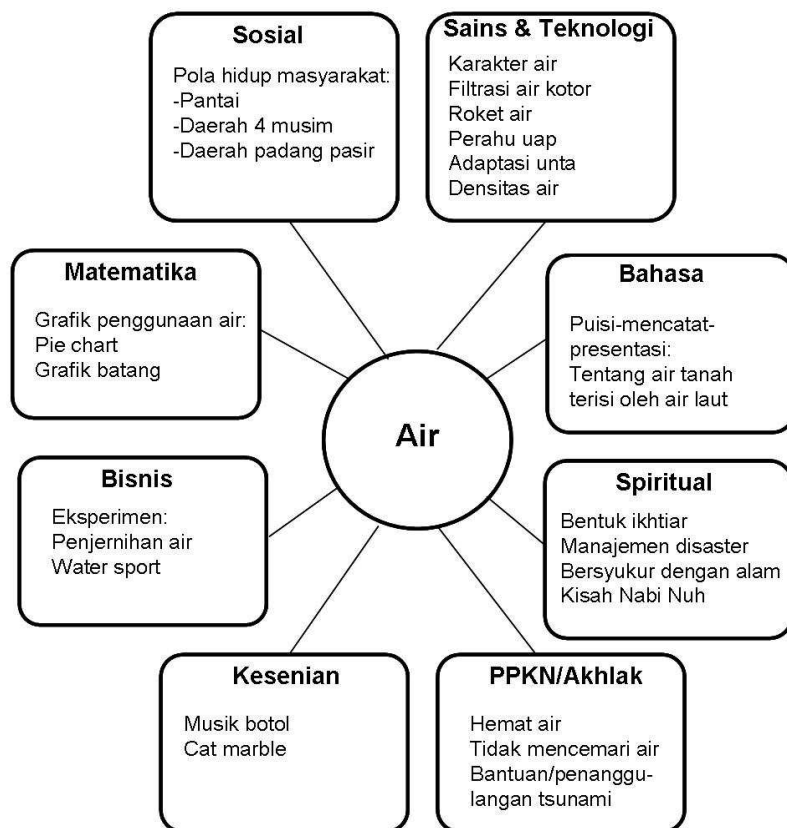 Sosial
Pola hidup masyarakat:
-Pantai
-Daerah 4 musim
-Daerah padang pasir
Sains & Teknologi
Karakter air
Filtrasi air kotor
Roket air
Perahu uap
Adaptasi unta
Densitas air
Matematika
Grafik penggunaan air:
Pie chart
Grafik batang
Bahasa
Puisi-mencatat-
presentasi:
Tentang air tanah
terisi oleh air laut
Air
Bisnis
Eksperimen:
Penjernihan air
Water sport
Spiritual
Bentuk ikhtiar
Manajemen disaster
Bersyukur dengan alam
Kisah Nabi Nuh
Kesenian
Musik botol
Cat marble
PPKN/Akhlak
Hemat air
Tidak mencemari air
Bantuan/penanggu-
langan tsunami